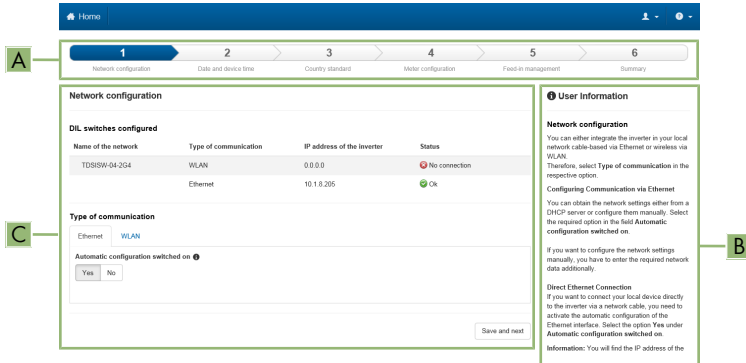 Home
A
1 2 3 4 5 6
Network configuration Date and device time Country standard Meter configuration Feed-in management Summary
Network configuration
DIL switches configured
Name of the network Type of communication IP address of the inverter Status
TDSISW-04-2G4 WLAN 0.0.0.0 No connection
Ethernet 10.1.8.205 Ok
C
Type of communication
Ethernet WLAN
Automatic configuration switched on
Yes No
Save and next
User Information
Network configuration
You can either integrate the inverter in your local
network cable-based via Ethernet or wireless via
WLAN.
Therefore, select Type of communication in the
respective option.
Configuring Communication via Ethernet
You can obtain the network settings either from a
DHCP server or configure them manually. Select
the required option in the field Automatic
configuration switched on.
B
If you want to configure the network settings
manually, you have to enter the required network
data additionally.
Direct Ethernet Connection
If you want to connect your local device directly
to the inverter via a network cable, you need to
activate the automatic configuration of the
Ethernet interface. Select the option Yes under
Automatic configuration switched on.
Information: You will find the IP address of the